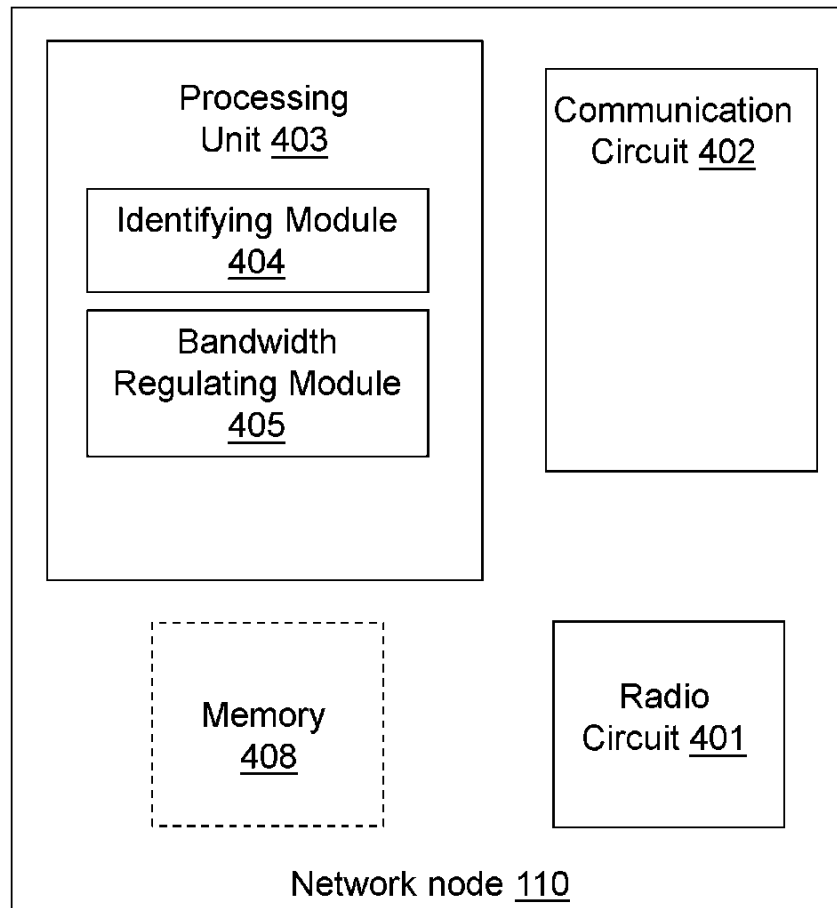 Processing
Unit 403
Identifying Module
404
Bandwidth
Regulating Module
405
Communication
Circuit 402
Memory
408
Radio
Circuit 401
Network node 110